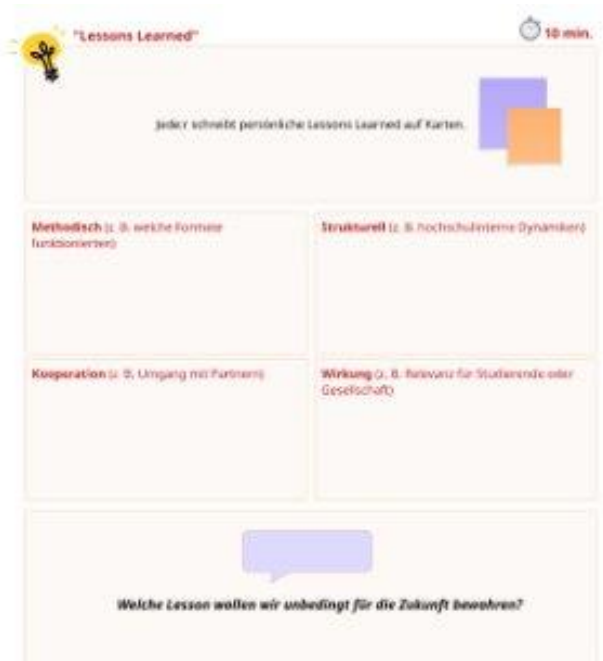 "Lessons Learned"
10 min.
Jede:r schreibt persönliche Lessons Learned auf Karten.
Methodisch (z. B. welche Formate
funktionierten)
Strukturell (z. B. hochschulinterne Dynamiken)
Kooperation (z. B. Umgang mit Partnern)
Wirkung (z. B. Relevanz für Studierende oder
Gesellschaft)
Welche Lesson wollen wir unbedingt für die Zukunft bewahren?